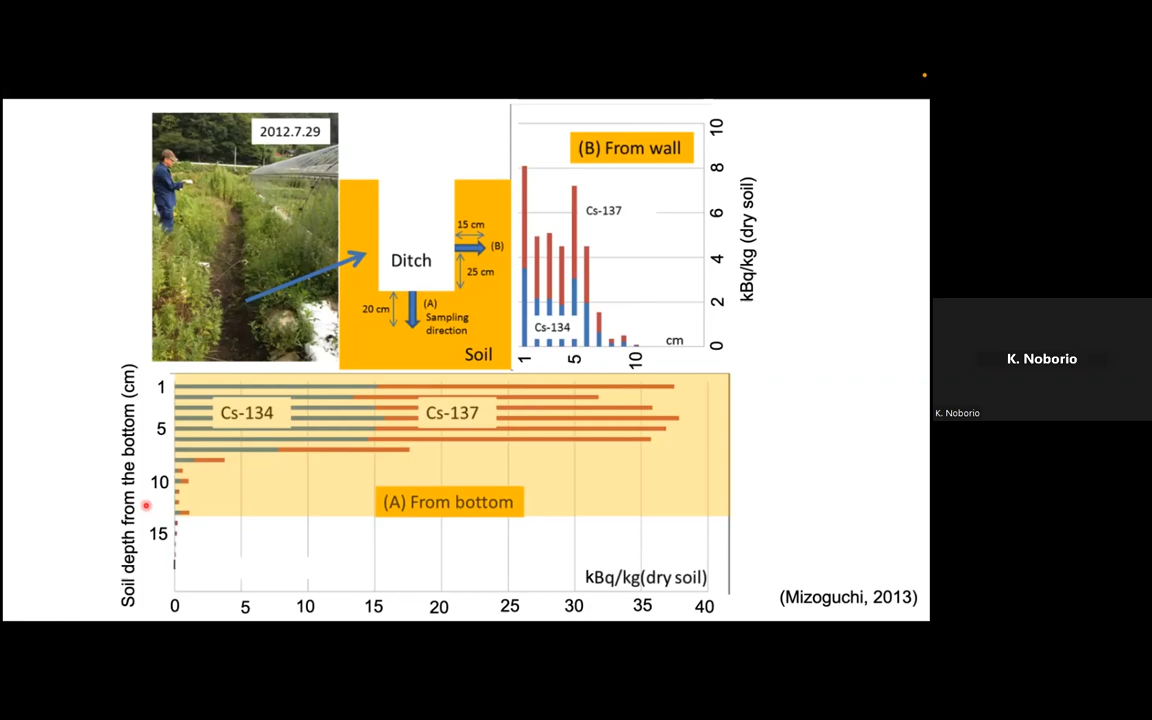 2012.7.29
(B) From wall
Cs-137
Cs-134
cm
1
5
10
0
2
4
6
8
10
kBq/kg (dry soil)
15 cm
(B)
25 cm
Ditch
20 cm
(A)
Sampling
direction
Soil
Soil depth from the bottom (cm)
1
5
10
15
Cs-134
Cs-137
(A) From bottom
kBq/kg(dry soil)
0
5
10
15
20
25
30
35
40
(Mizoguchi, 2013)
K. Noborio
K. Noborio